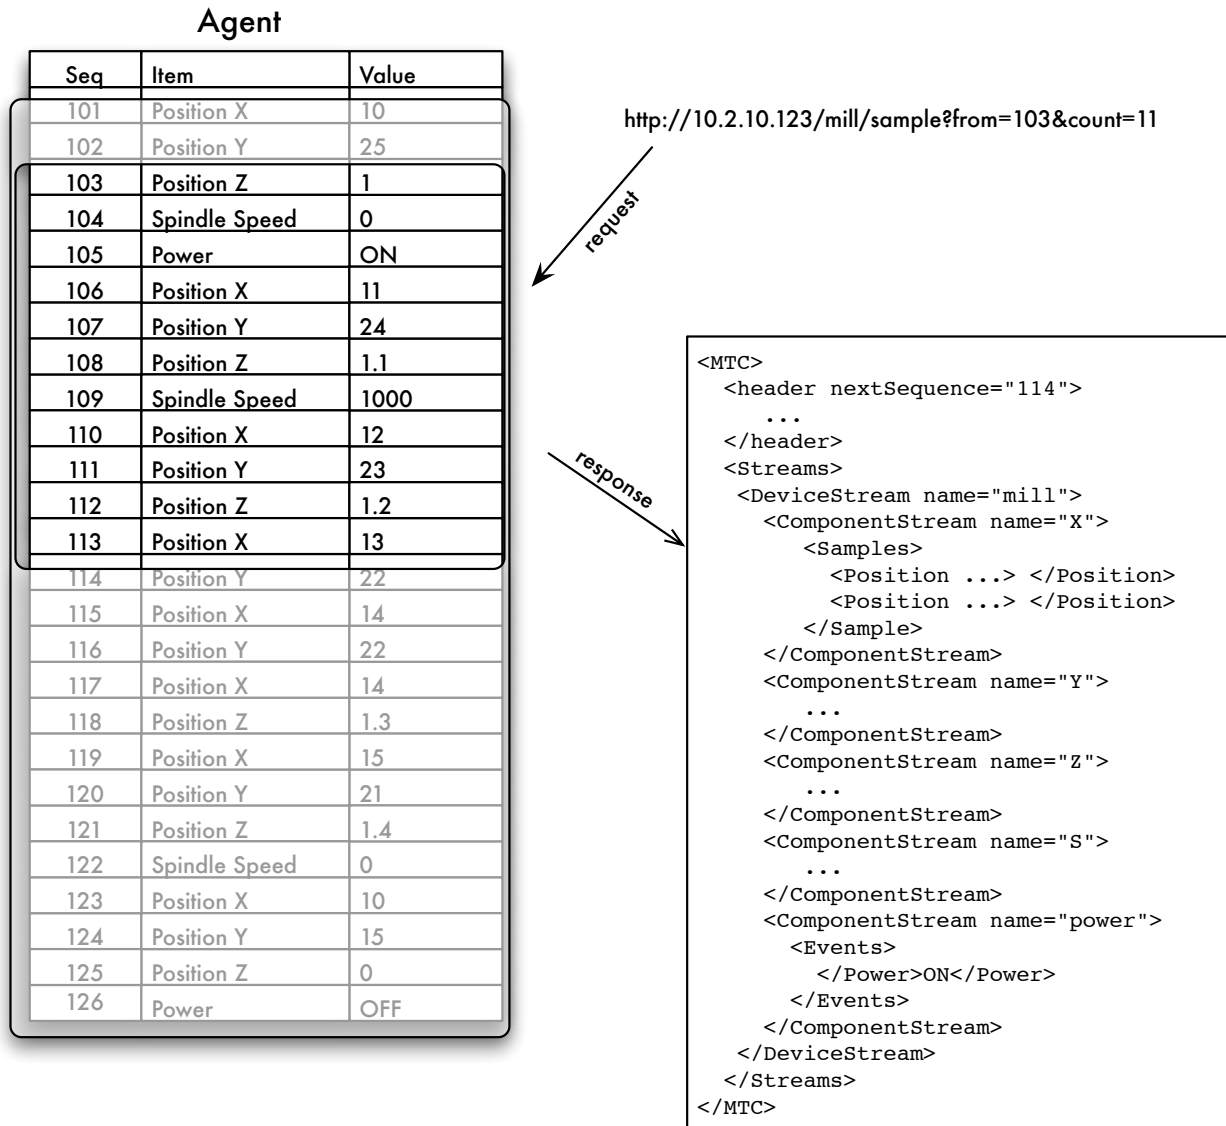 Agent
Seq Item Value
101 Position X 10
102 Position Y 25
103 Position Z 1
104 Spindle Speed 0
105 Power ON
106 Position X 11
107 Position Y 24
108 Position Z 1.1
109 Spindle Speed 1000
110 Position X 12
111 Position Y 23
112 Position Z 1.2
113 Position X 13
114 Position Y 22
115 Position X 14
116 Position Y 22
117 Position X 14
118 Position Z 1.3
119 Position X 15
120 Position Y 21
121 Position Z 1.4
122 Spindle Speed 0
123 Position X 10
124 Position Y 15
125 Position Z 0
126 Power OFF
http://10.2.10.123/mill/sample?from=103&count=11
request
response
<MTC>
<header nextSequence="114">
...
</header>
<Streams>
<DeviceStream name="mill">
<ComponentStream name="X">
<Samples>
<Position ...> </Position>
<Position ...> </Position>
</Sample>
</ComponentStream>
<ComponentStream name="Y">
...
</ComponentStream>
<ComponentStream name="Z">
...
</ComponentStream>
<ComponentStream name="S">
...
</ComponentStream>
<ComponentStream name="power">
<Events>
</Power>ON</Power>
</Events>
</ComponentStream>
</DeviceStream>
</Streams>
</MTC>